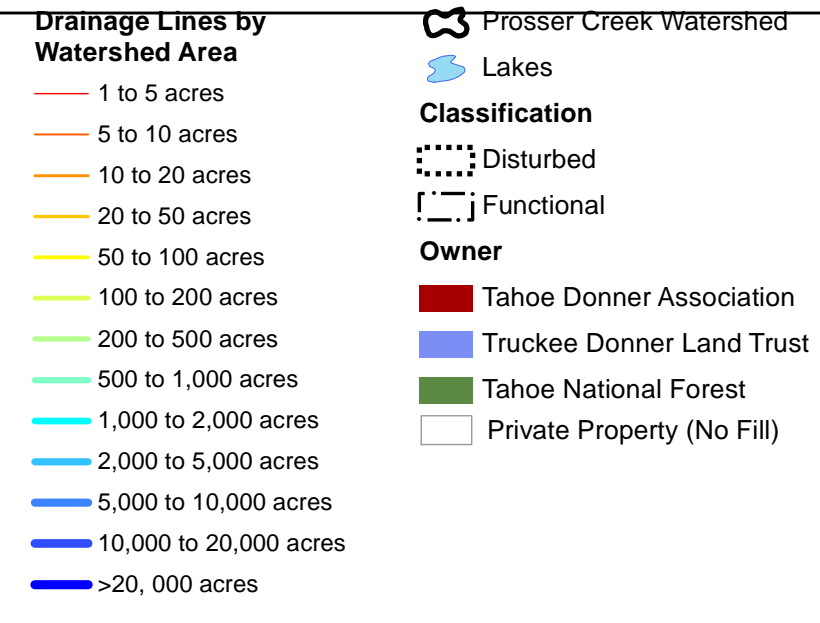 Drainage Lines by
Watershed Area
1 to 5 acres
5 to 10 acres
10 to 20 acres
20 to 50 acres
50 to 100 acres
100 to 200 acres
200 to 500 acres
500 to 1,000 acres
1,000 to 2,000 acres
2,000 to 5,000 acres
5,000 to 10,000 acres
10,000 to 20,000 acres
>20, 000 acres
Prosser Creek Watershed
Lakes
Classification
Disturbed
Functional
Owner
Tahoe Donner Association
Truckee Donner Land Trust
Tahoe National Forest
Private Property (No Fill)